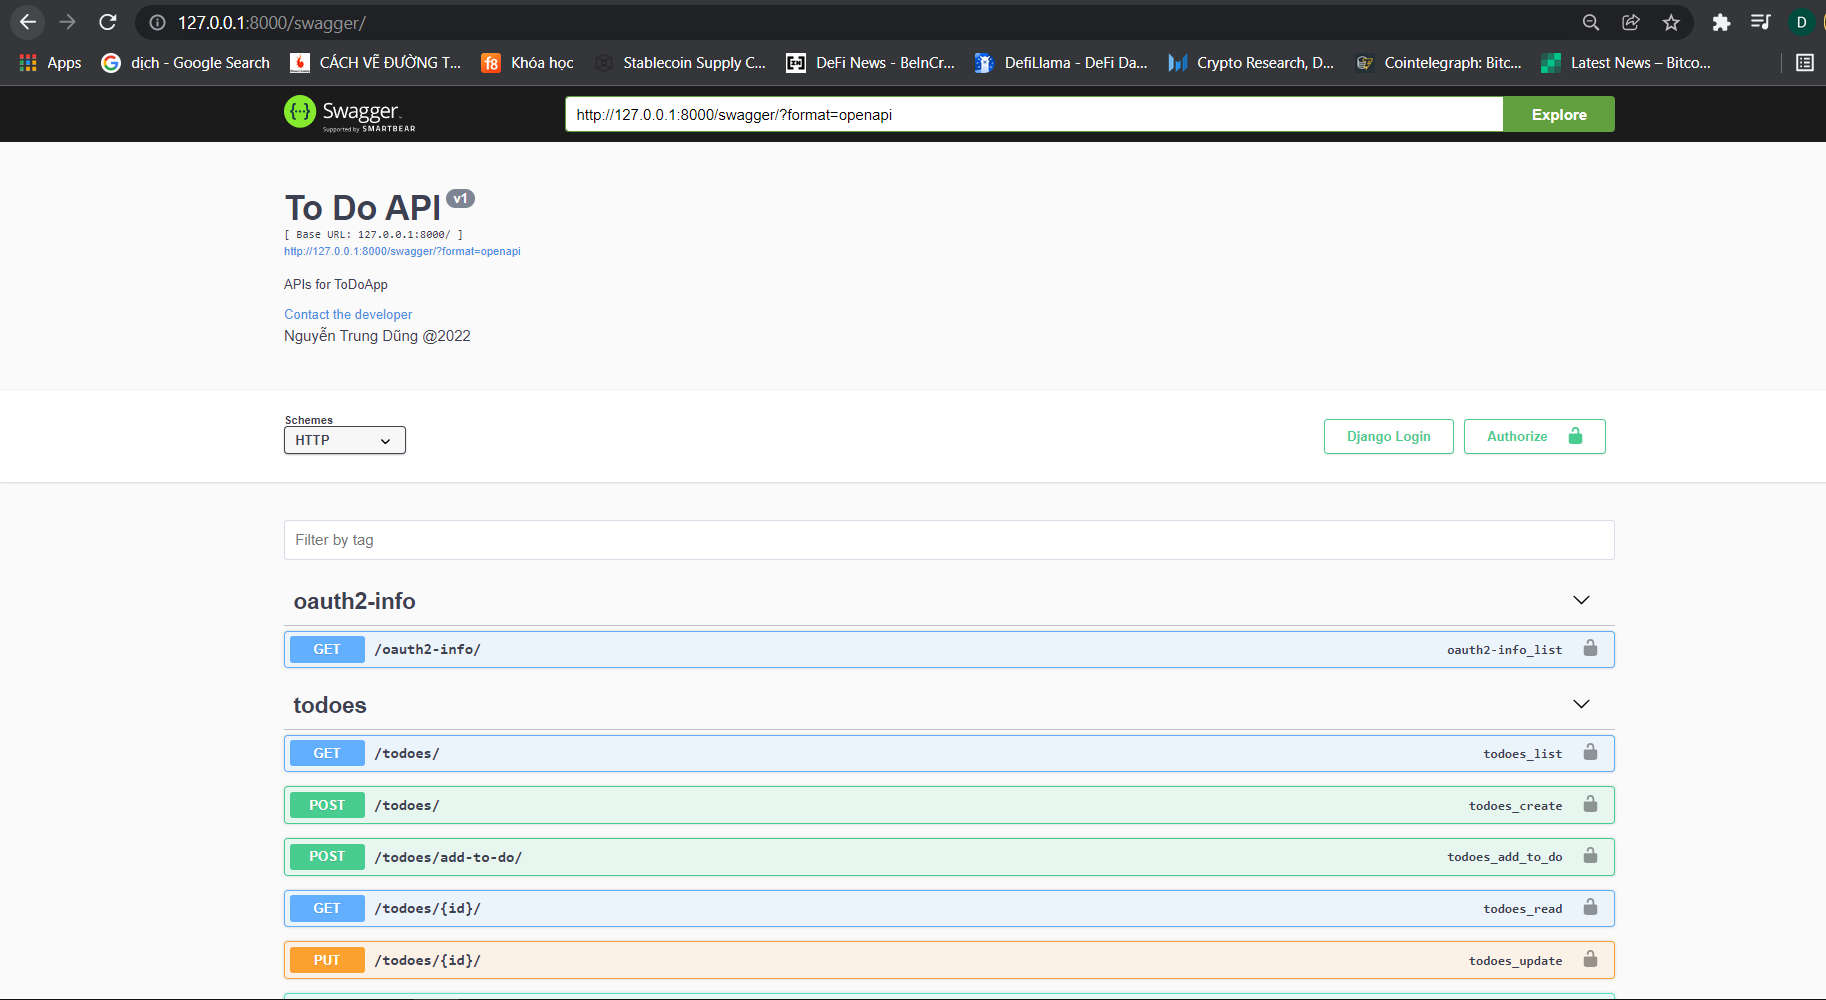 127.0.0.1:8000/swagger/
D
Apps
dịch - Google Search
CÁCH VẼ ĐƯỜNG T...
f8 Khóa học
Stablecoin Supply C...
DeFi News - BeInCr...
DefiLlama - DeFi Da...
Crypto Research, D...
Cointelegraph: Bitc...
Latest News – Bitco...
{··} Swagger
Supported by SMARTBEAR
http://127.0.0.1:8000/swagger/?format=openapi
Explore
To Do API v1
[ Base URL: 127.0.0.1:8000/ ]
http://127.0.0.1:8000/swagger/?format=openapi
APIs for ToDoApp
Contact the developer
Nguyễn Trung Dũng @2022
Schemes
HTTP
Django Login
Authorize
Filter by tag
oauth2-info
GET /oauth2-info/ oauth2-info_list
todoes
GET /todoes/ todoes_list
POST /todoes/ todoes_create
POST /todoes/add-to-do/ todoes_add_to_do
GET /todoes/{id}/ todoes_read
PUT /todoes/{id}/ todoes_update